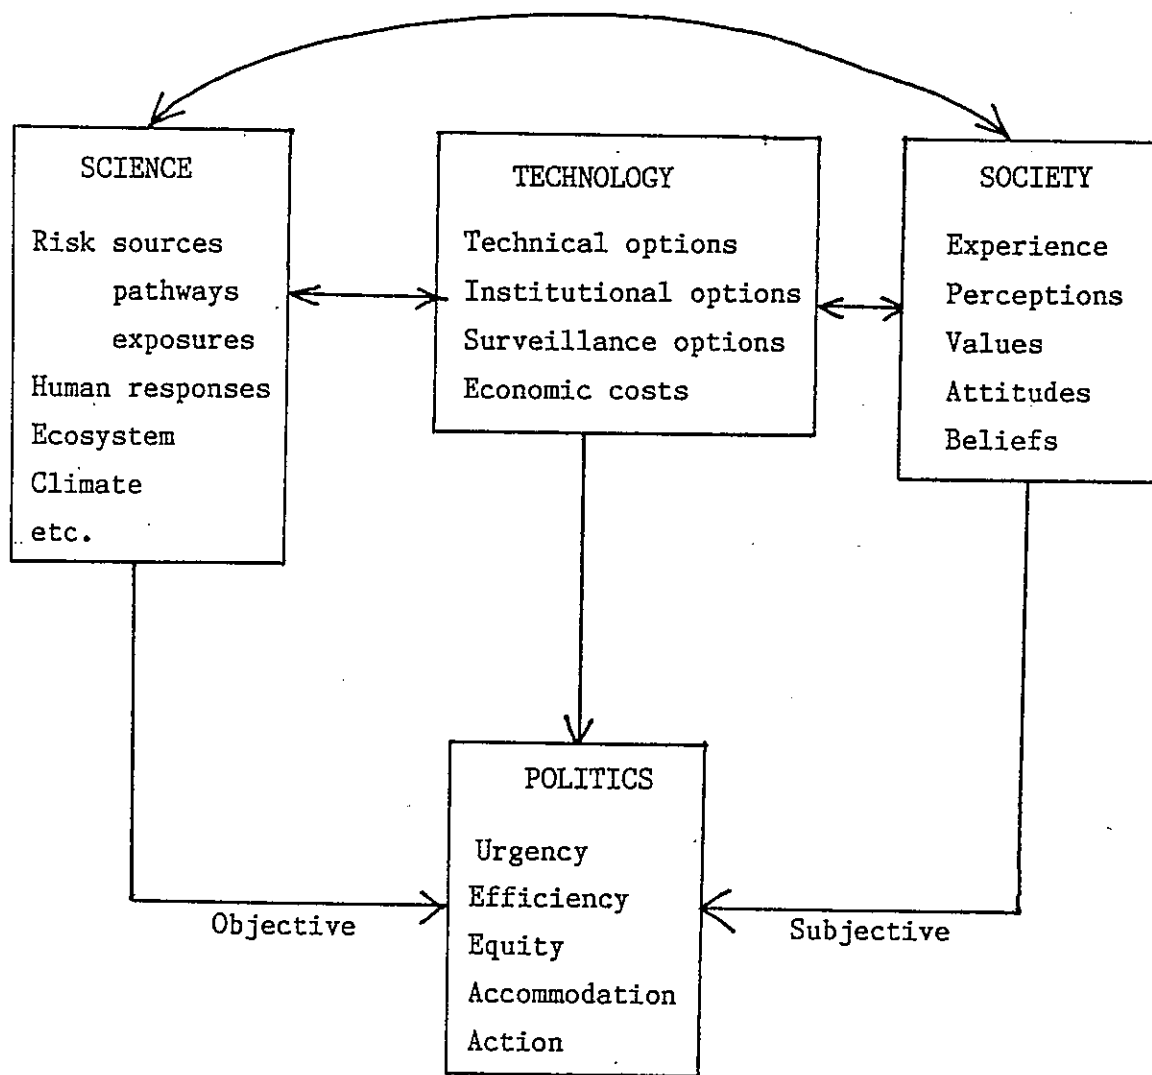 SCIENCE
Risk sources
pathways
exposures
Human responses
Ecosystem
Climate
etc.
TECHNOLOGY
Technical options
Institutional options
Surveillance options
Economic costs
SOCIETY
Experience
Perceptions
Values
Attitudes
Beliefs
POLITICS
Urgency
Efficiency
Equity
Accommodation
Action
Objective
Subjective